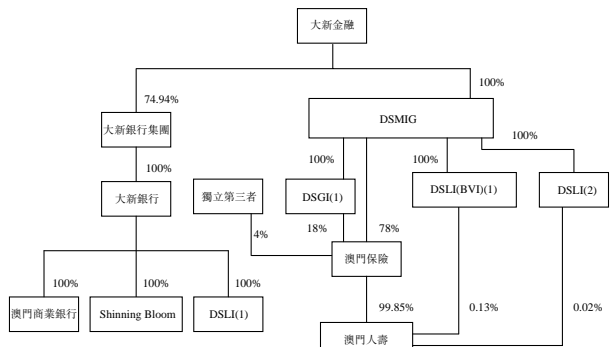 大新金融
100%
74.94%
大新銀行集團
DSMIG
100%
100%
100%
100%
大新銀行
獨立第三者
DSGI(1)
DSLI(BVI)(1)
DSLI(2)
4%
18%
78%
澳門保險
100%
100%
100%
澳門商業銀行
Shinning Bloom
DSLI(1)
99.85%
0.13%
0.02%
澳門人壽